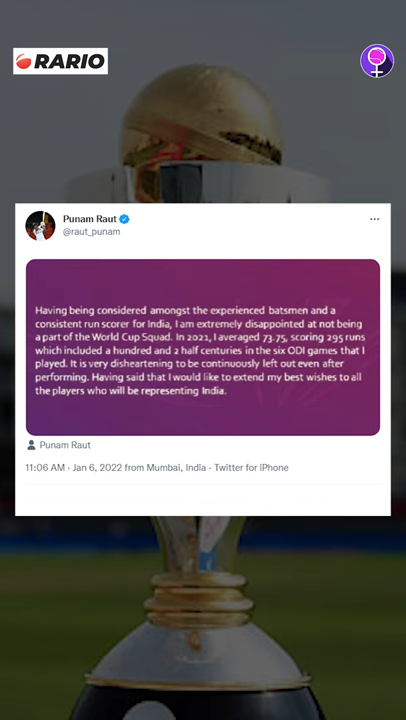 RARIO
Punam Raut
@raut_punam
Having being considered amongst the experienced batsmen and a
consistent run scorer for India, I am extremely disappointed at not being
a part of the World Cup Squad. In 2021, I averaged 73.75, scoring 295 runs
which included a hundred and 2 half centuries in the six ODI games that I
played. It is very disheartening to be continuously left out even after
performing. Having said that I would like to extend my best wishes to all
the players who will be representing India.
Punam Raut
11:06 AM · Jan 6, 2022 from Mumbai, India · Twitter for iPhone